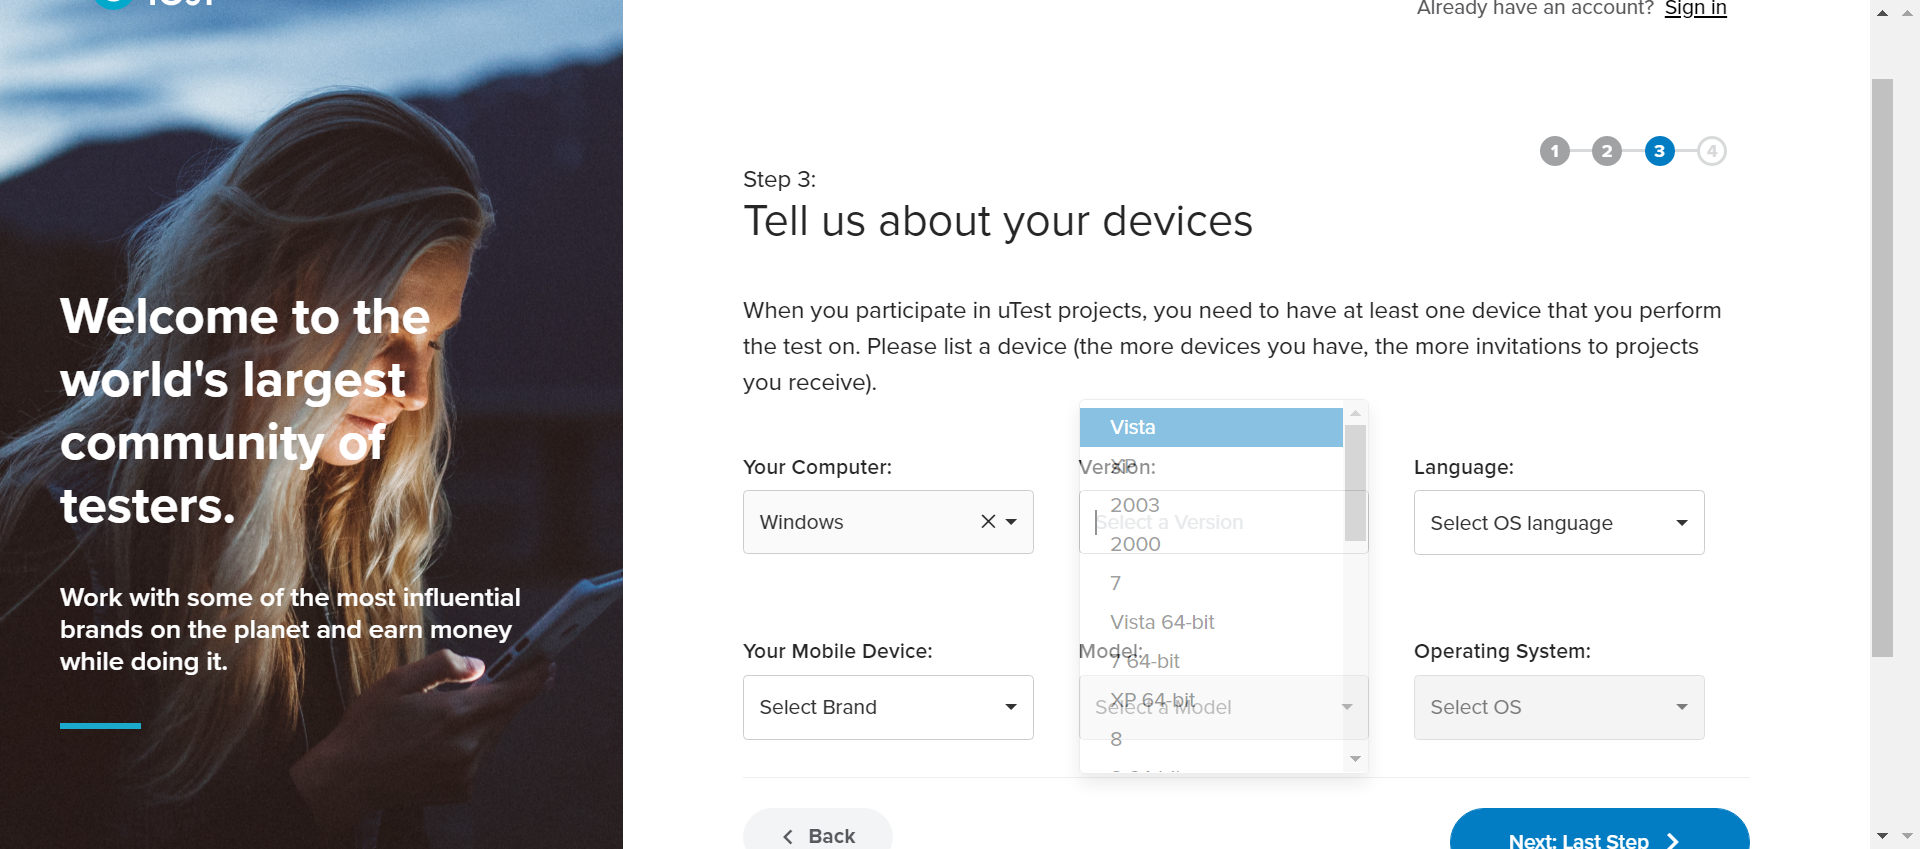 Already have an account? Sign in
1 2 3 4
Step 3:
Tell us about your devices
Welcome to the
world's largest
community of
testers.
Work with some of the most influential
brands on the planet and earn money
while doing it.
When you participate in uTest projects, you need to have at least one device that you perform
the test on. Please list a device (the more devices you have, the more invitations to projects
you receive).
Your Computer:
Windows
Version:
Select a Version
Vista
XP
2003
2000
7
Vista 64-bit
7 64-bit
XP 64-bit
8
Language:
Select OS language
Your Mobile Device:
Select Brand
Model:
Select a Model
Operating System:
Select OS
Back
Next: Last Step